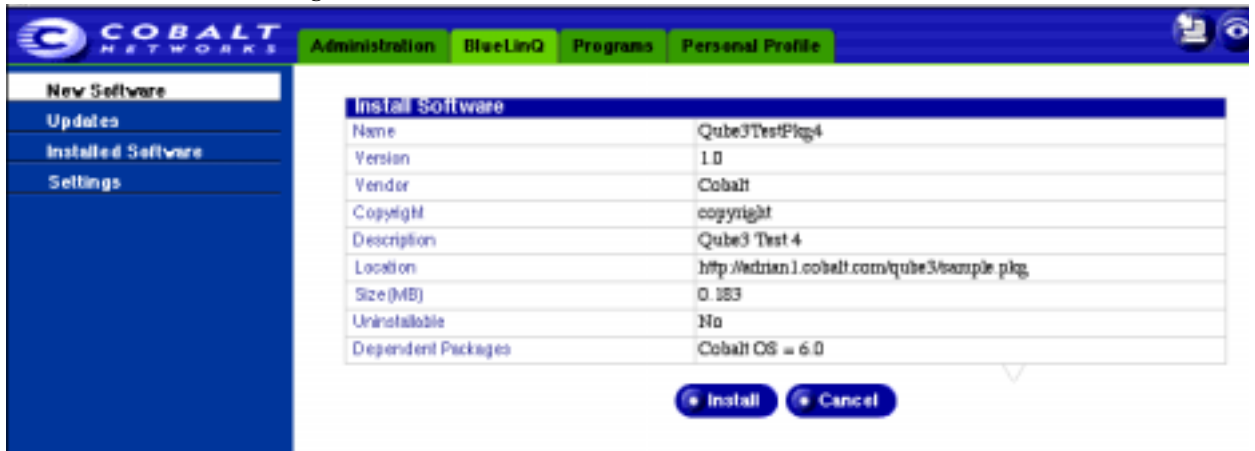 COBALT
NETWORKS
Administration BlueLinQ Programs Personal Profile
New Software
Updates
Installed Software
Settings
Install Software
Name Qube3TestPkg4
Version 1.0
Vendor Cobalt
Copyright copyright
Description Qube3 Test 4
Location http://adrian1.cobalt.com/qube3/sample.pkg
Size(MB) 0.183
Uninstallable No
Dependent Packages Cobalt OS = 6.0
Install Cancel